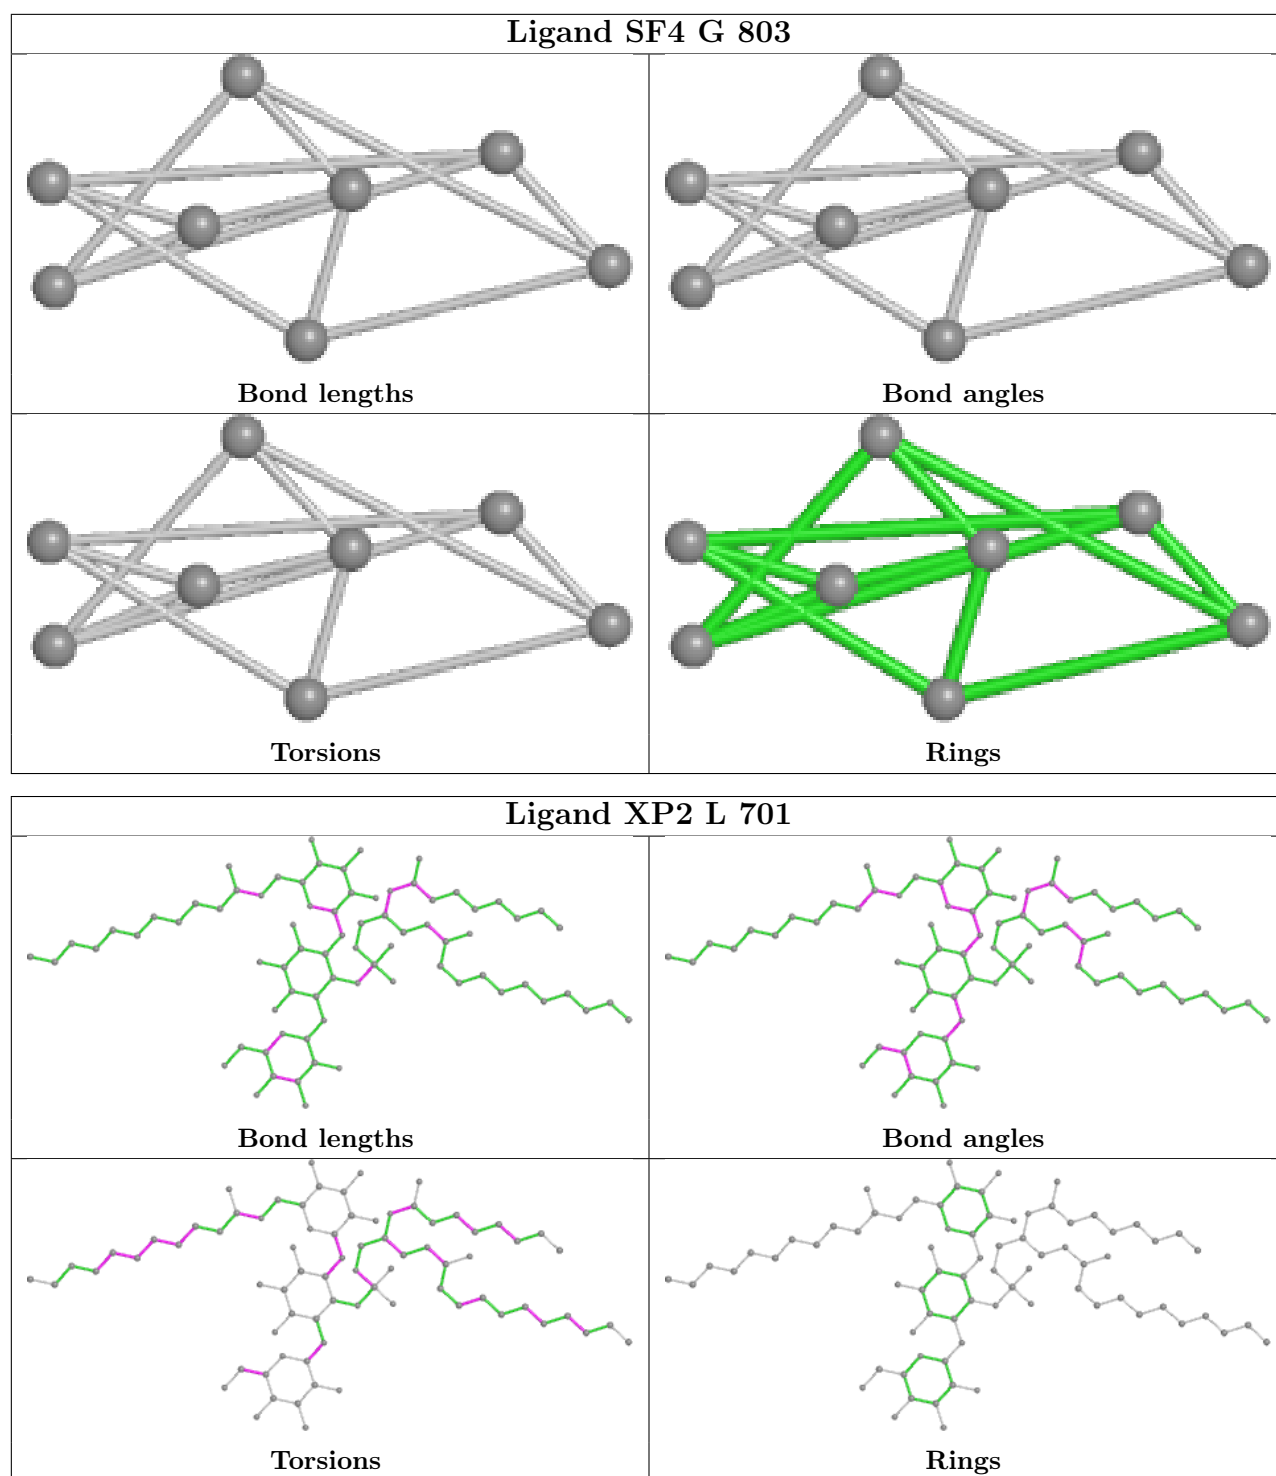 Ligand SF4 G 803
Bond lengths
Bond angles
Torsions
Rings
Ligand XP2 L 701
Bond lengths
Bond angles
Torsions
Rings